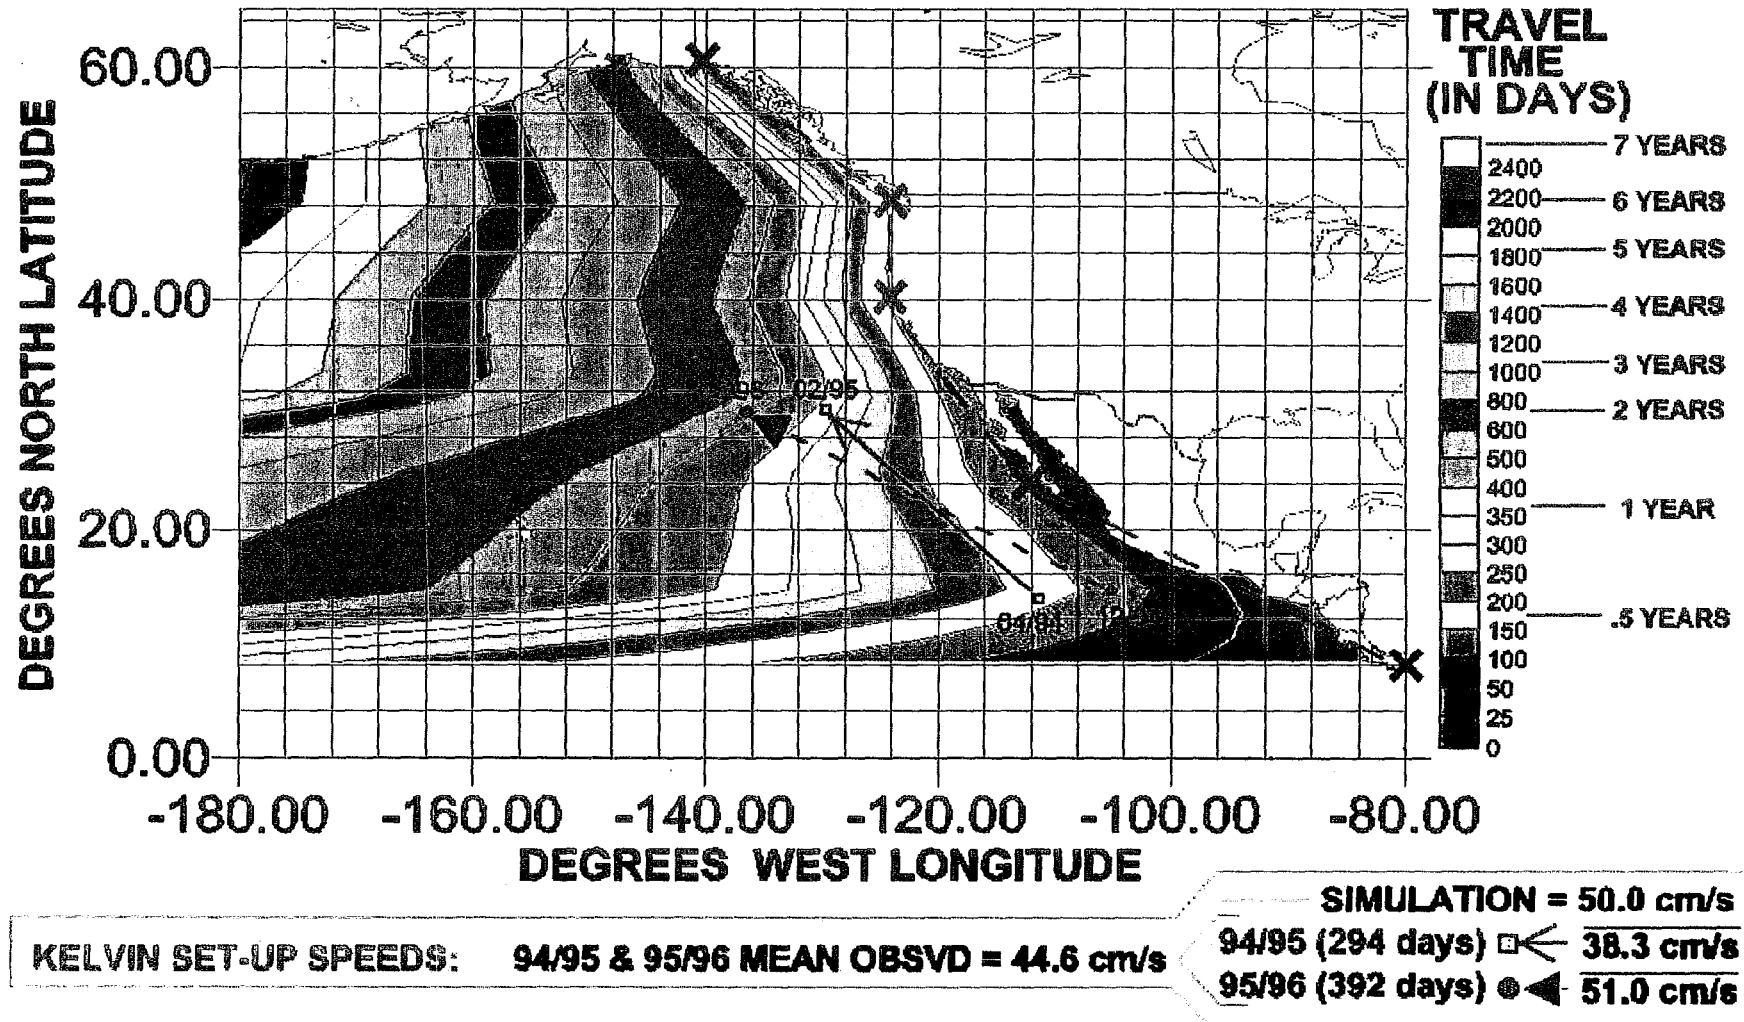 TRAVEL
TIME
(IN DAYS)
60.00
40.00
20.00
0.00
DEGREES NORTH LATITUDE
-180.00 -160.00 -140.00 -120.00 -100.00 -80.00
DEGREES WEST LONGITUDE
02/95
04/94
7 YEARS
2400
2200 6 YEARS
2000
5 YEARS
1800
1600
4 YEARS
1400
1200
3 YEARS
1000
800
2 YEARS
600
500
400
350 1 YEAR
300
250
200
.5 YEARS
150
100
50
25
0
KELVIN SET-UP SPEEDS: 94/95 & 95/96 MEAN OBSVD = 44.6 cm/s
SIMULATION = 50.0 cm/s
94/95 (294 days) 38.3 cm/s
95/96 (392 days) 51.0 cm/s